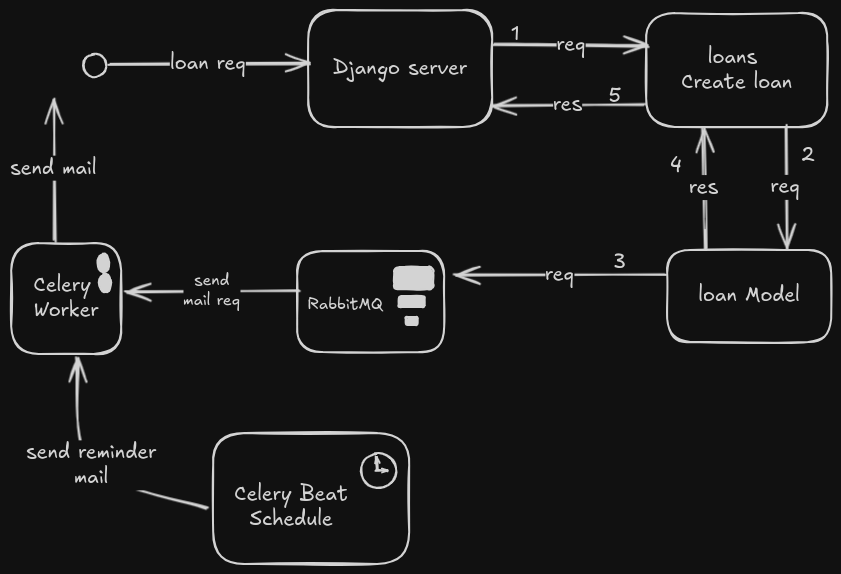 loan req
Django server
1
req
res
5
loans
Create loan
4
res
req
2
send mail
Celery
Worker
send
mail req
RabbitMQ
req
3
loan Model
send reminder
mail
Celery Beat
Schedule